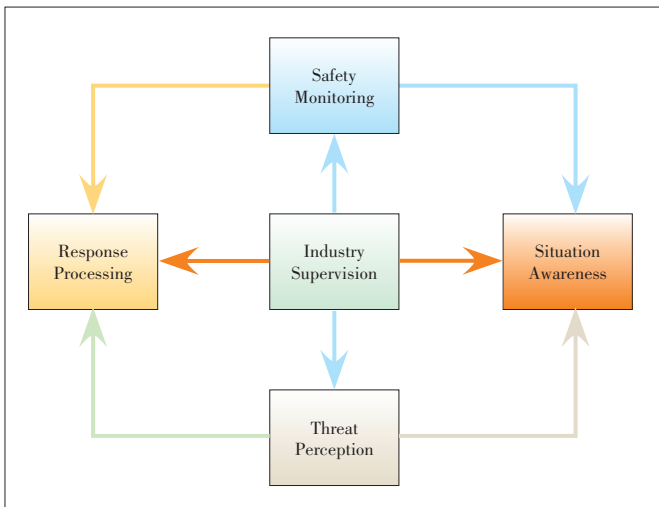 Safety
Monitoring
Response
Processing
Industry
Supervision
Situation
Awareness
Threat
Perception